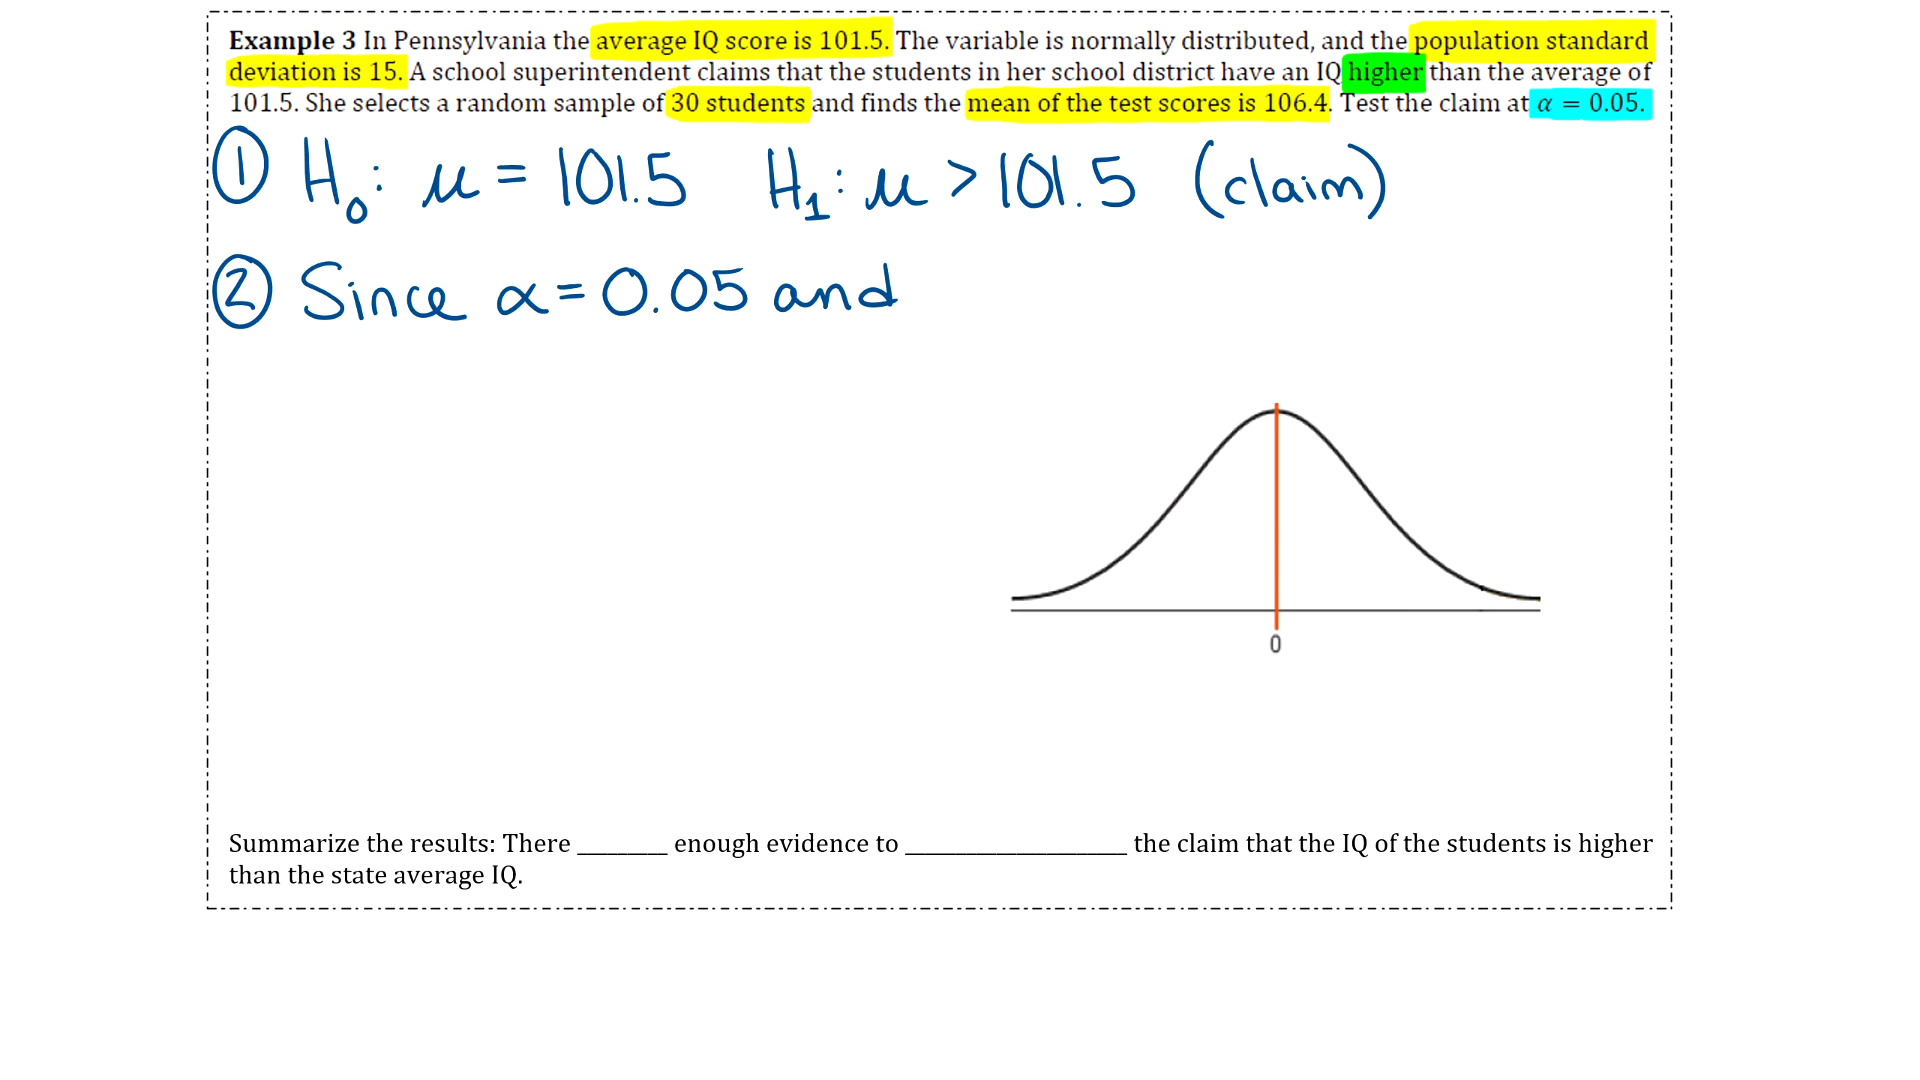 Example 3 In Pennsylvania the average IQ score is 101.5. The variable is normally distributed, and the population standard
deviation is 15. A school superintendent claims that the students in her school district have an IQ higher than the average of
101.5. She selects a random sample of 30 students and finds the mean of the test scores is 106.4. Test the claim at α = 0.05.
① H₀: μ = 101.5 H₁: μ > 101.5 (claim)
② Since α = 0.05 and
0
Summarize the results: There _______ enough evidence to _________________ the claim that the IQ of the students is higher
than the state average IQ.